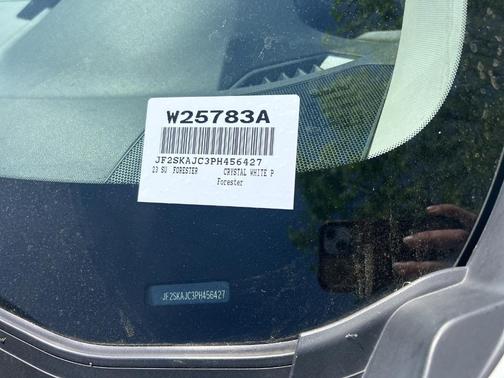 W25783A
JF2SKAJC3PH456427
23 SU FORESTER CRYSTAL WHITE P
Forester
JF2SKAJC3PH456427